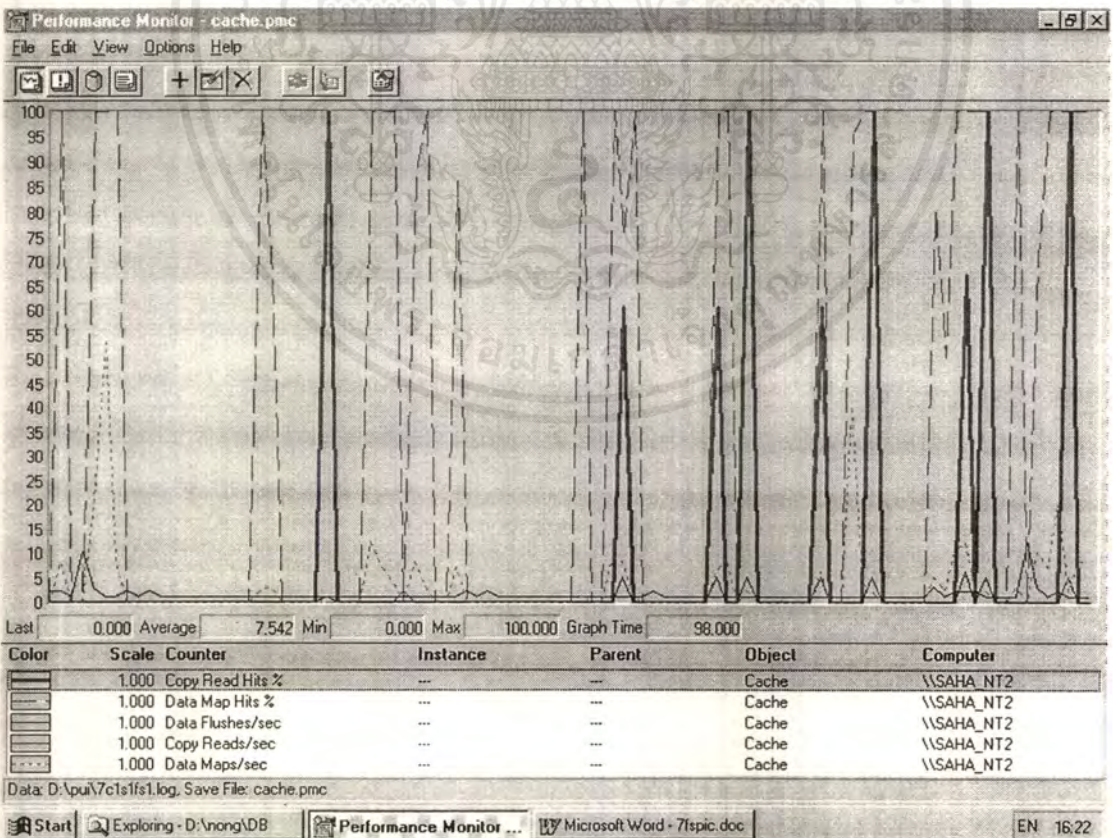 Performance Monitor - cache.pmc
File Edit View Options Help
100
95
90
85
80
75
70
65
60
55
50
45
40
35
30
25
20
15
10
5
0
Last 0.000 Average 7.542 Min 0.000 Max 100.000 Graph Time 98.000
Color Scale Counter Instance Parent Object Computer
1.000 Copy Read Hits % --- --- Cache \\SAHA_NT2
1.000 Data Map Hits % --- --- Cache \\SAHA_NT2
1.000 Data Flushes/sec --- --- Cache \\SAHA_NT2
1.000 Copy Reads/sec --- --- Cache \\SAHA_NT2
1.000 Data Maps/sec --- --- Cache \\SAHA_NT2
Data: D:\pui\7c1s1fs1.log, Save File: cache.pmc
Start Exploring - D:\nong\DB Performance Monitor ... Microsoft Word - 7fspic.doc EN 16:22